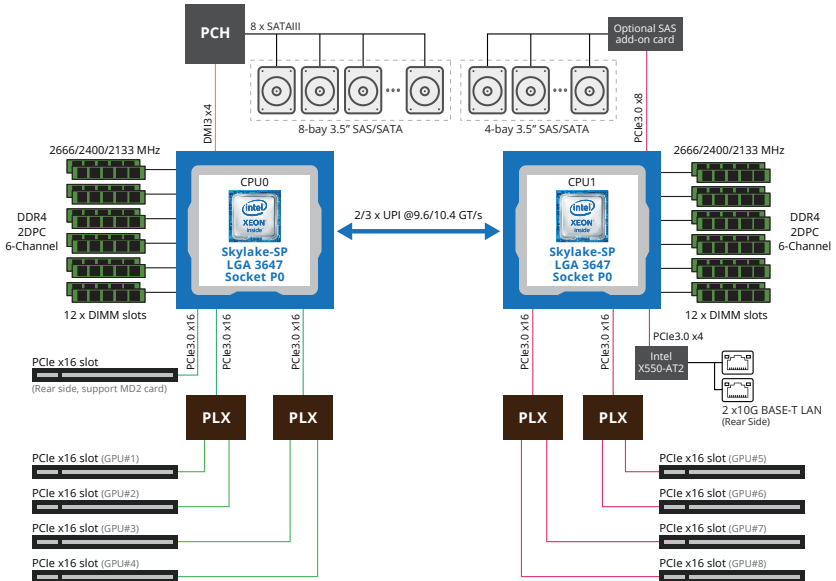 PCH
8 x SATAIII
Optional SAS
add-on card
DMI3 x4
PCIe3.0 x8
8-bay 3.5” SAS/SATA
4-bay 3.5” SAS/SATA
2666/2400/2133 MHz
2666/2400/2133 MHz
CPU0
CPU1
intel
XEON
inside
intel
XEON
inside
DDR4
2DPC
6-Channel
2/3 x UPI @9.6/10.4 GT/s
DDR4
2DPC
6-Channel
Skylake-SP
LGA 3647
Socket P0
Skylake-SP
LGA 3647
Socket P0
12 x DIMM slots
12 x DIMM slots
PCIe3.0 x16
PCIe3.0 x16
PCIe3.0 x16
PCIe3.0 x16
PCIe3.0 x16
PCIe3.0 x4
PCIe x16 slot
(Rear side, support MD2 card)
Intel
X550-AT2
2 x10G BASE-T LAN
(Rear Side)
PLX
PLX
PLX
PLX
PCIe x16 slot (GPU#1)
PCIe x16 slot (GPU#2)
PCIe x16 slot (GPU#3)
PCIe x16 slot (GPU#4)
PCIe x16 slot (GPU#5)
PCIe x16 slot (GPU#6)
PCIe x16 slot (GPU#7)
PCIe x16 slot (GPU#8)